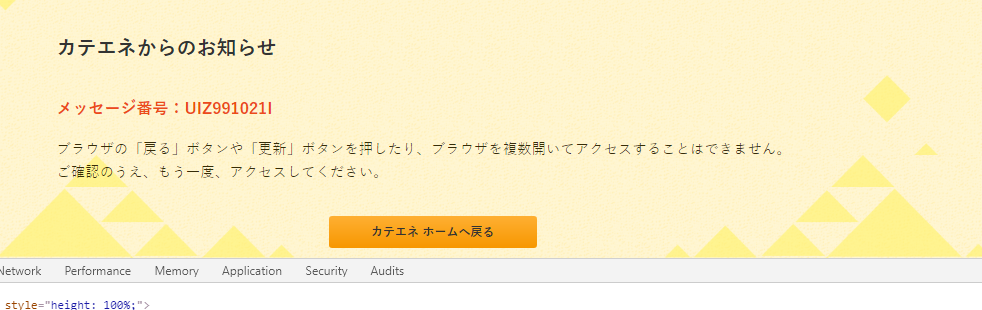 カテエネからのお知らせ
メッセージ番号：UIZ991021I
ブラウザの「戻る」ボタンや「更新」ボタンを押したり、ブラウザを複数開いてアクセスすることはできません。
ご確認のうえ、もう一度、アクセスしてください。
カテエネ ホームへ戻る
Network Performance Memory Application Security Audits
style="height: 100%;">